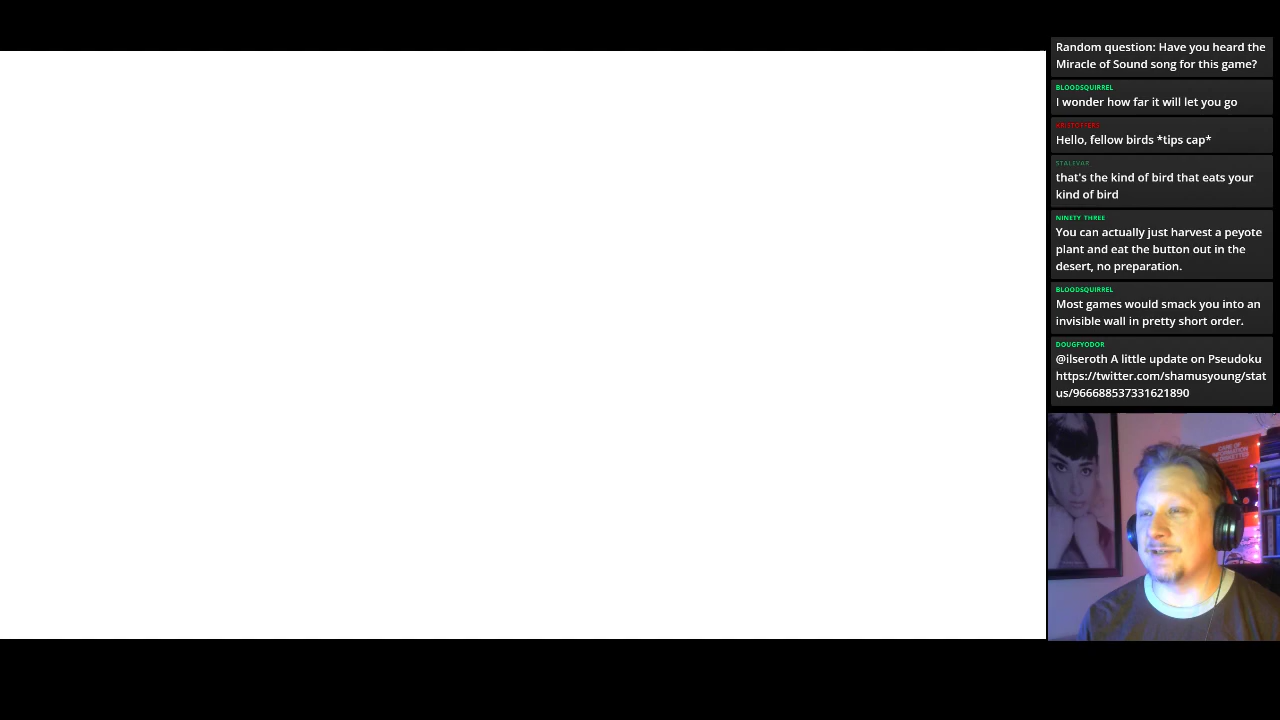 Random question: Have you heard the
Miracle of Sound song for this game?
BLOODSQUIRREL
I wonder how far it will let you go
KRISTOFFERS
Hello, fellow birds *tips cap*
STALEVAR
that's the kind of bird that eats your
kind of bird
NINETY THREE
You can actually just harvest a peyote
plant and eat the button out in the
desert, no preparation.
BLOODSQUIRREL
Most games would smack you into an
invisible wall in pretty short order.
DOUGFYODOR
@ilseroth A little update on Pseudoku
https://twitter.com/shamusyoung/stat
us/966688537331621890